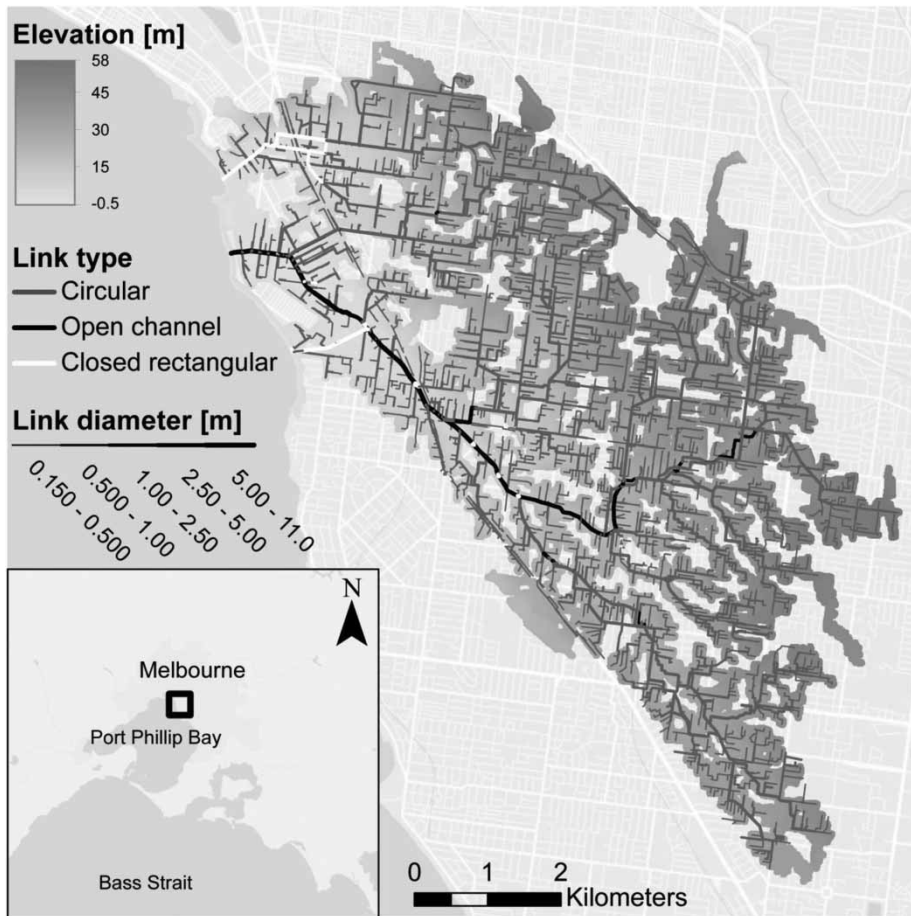 Elevation [m]
58
45
30
15
-0.5
Link type
Circular
Open channel
Closed rectangular
Link diameter [m]
0.150 - 0.500
0.500 - 1.00
1.00 - 2.50
2.50 - 5.00
5.00 - 11.0
N
Melbourne
Port Phillip Bay
Bass Strait
0 1 2
Kilometers